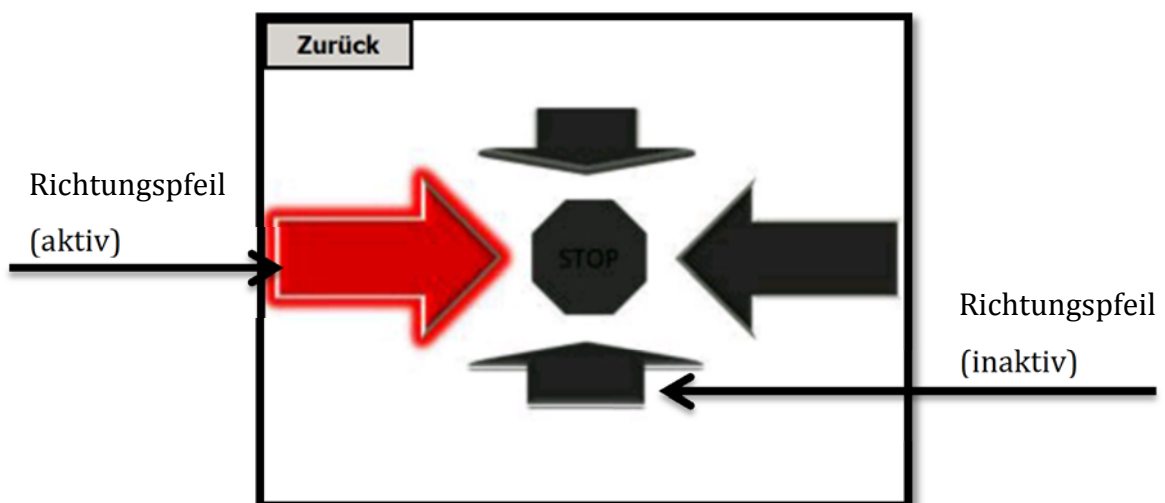 Zurück
Richtungspfeil
(aktiv)
STOP
Richtungspfeil
(inaktiv)